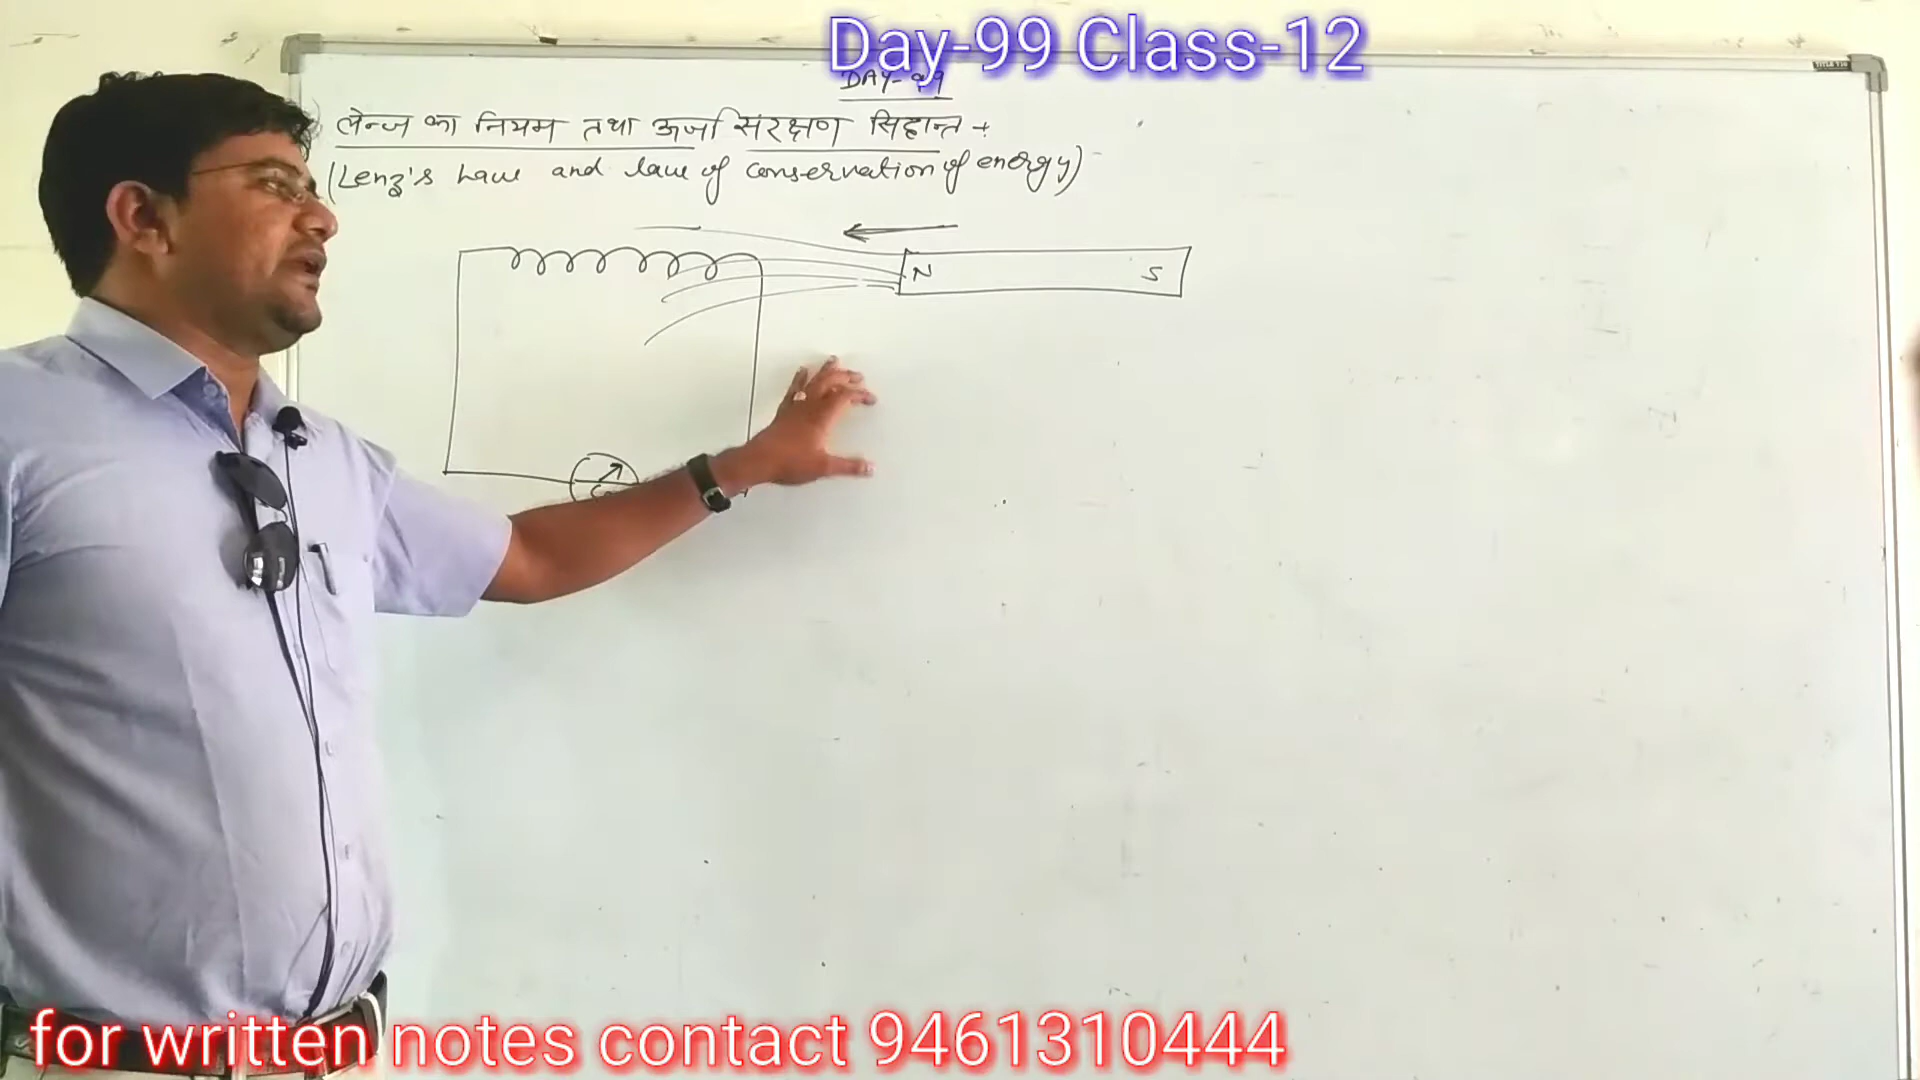 Day-99 Class-12
DAY-99
लेन्ज का नियम तथा ऊर्जा संरक्षण सिद्धान्त
(Lenz's Law and law of conservation of energy)
N S
G
for written notes contact 9461310444